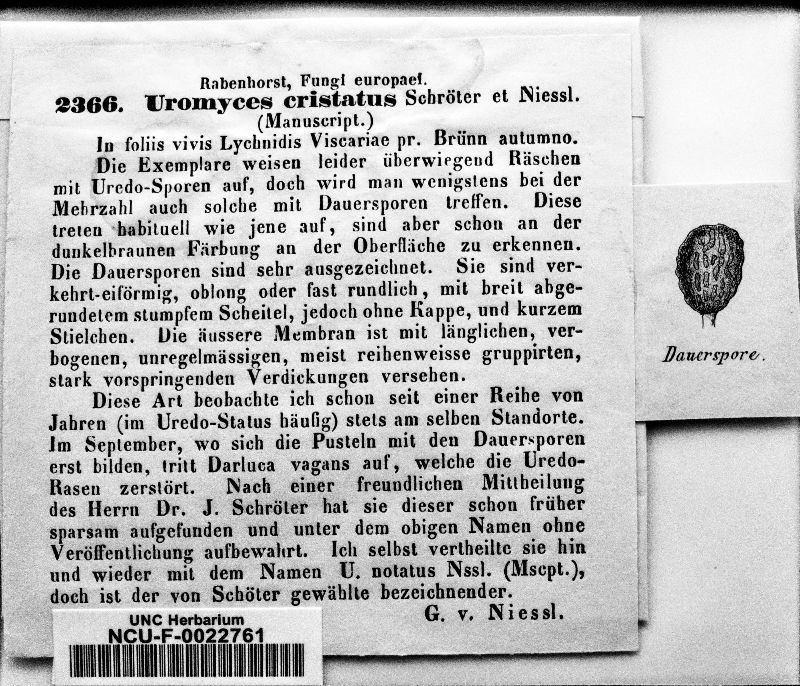 Rabenhorst, Fungi europaei.
2366. Uromyces cristatus Schröter et Niessl.
(Manuscript.)
In foliis vivis Lychnidis Viscariae pr. Brünn autumno.
Die Exemplare weisen leider überwiegend Räschen
mit Uredo-Sporen auf, doch wird man wenigstens bei der
Mehrzahl auch solche mit Dauersporen treffen. Diese
treten habituell wie jene auf, sind aber schon an der
dunkelbraunen Färbung an der Oberfläche zu erkennen.
Die Dauersporen sind sehr ausgezeichnet. Sie sind ver-
kehrt-eiförmig, oblong oder fast rundlich, mit breit abge-
rundetem stumpfem Scheitel, jedoch ohne Kappe, und kurzem
Stielchen. Die äussere Membran ist mit länglichen, ver-
bogenen, unregelmässigen, meist reihenweisse gruppirten,
stark vorspringenden Verdickungen versehen.
Diese Art beobachte ich schon seit einer Reihe von
Jahren (im Uredo-Status häufig) stets am selben Standorte.
Im September, wo sich die Pusteln mit den Dauersporen
erst bilden, tritt Darluca vagans auf, welche die Uredo-
Rasen zerstört. Nach einer freundlichen Mittheilung
des Herrn Dr. J. Schröter hat sie dieser schon früher
sparsam aufgefunden und unter dem obigen Namen ohne
Veröffentlichung aufbewahrt. Ich selbst vertheilte sie hin
und wieder mit dem Namen U. notatus Nssl. (Mscpt.),
doch ist der von Schöter gewählte bezeichnender.
G. v. Niessl.
Dauerspore.
UNC Herbarium
NCU-F-0022761